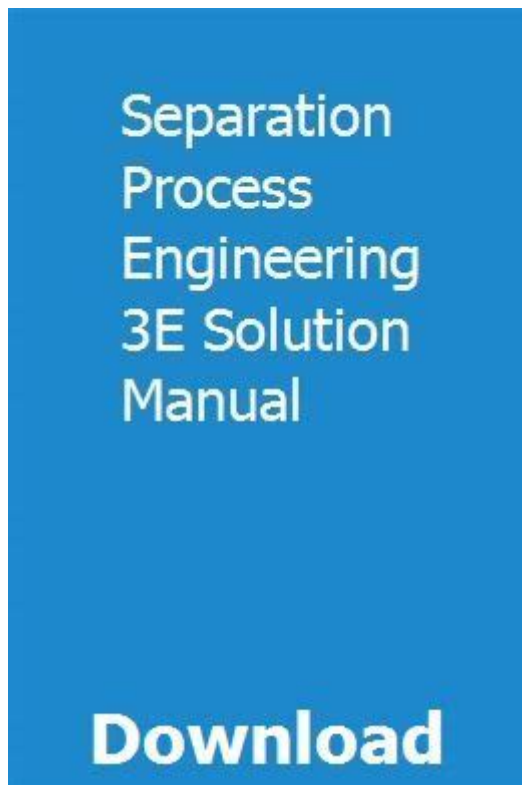 Separation
Process
Engineering
3E Solution
Manual
Download